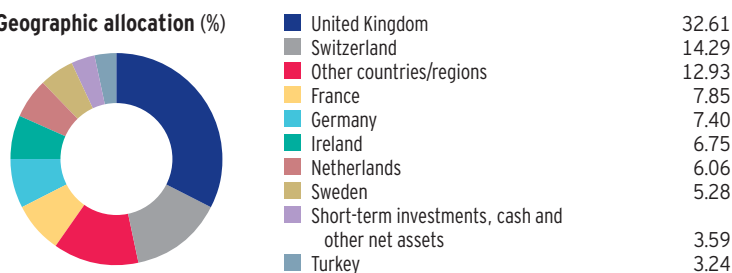 Geographic allocation (%)
United Kingdom 32.61
Switzerland 14.29
Other countries/regions 12.93
France 7.85
Germany 7.40
Ireland 6.75
Netherlands 6.06
Sweden 5.28
Short-term investments, cash and
other net assets 3.59
Turkey 3.24